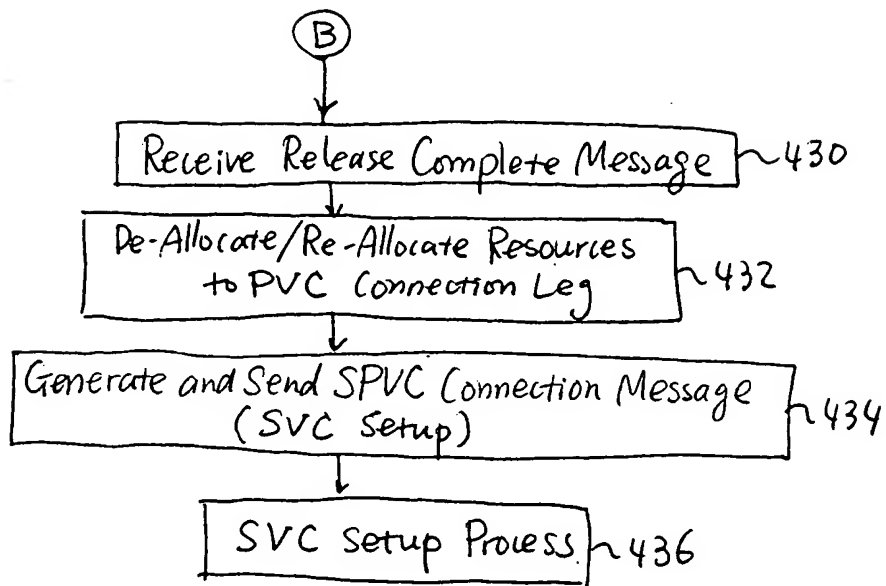 B
Receive Release Complete Message 430
De-Allocate/Re-Allocate Resources
to PVC Connection Leg 432
Generate and Send SPVC Connection Message
(SVC Setup) 434
SVC Setup Process 436